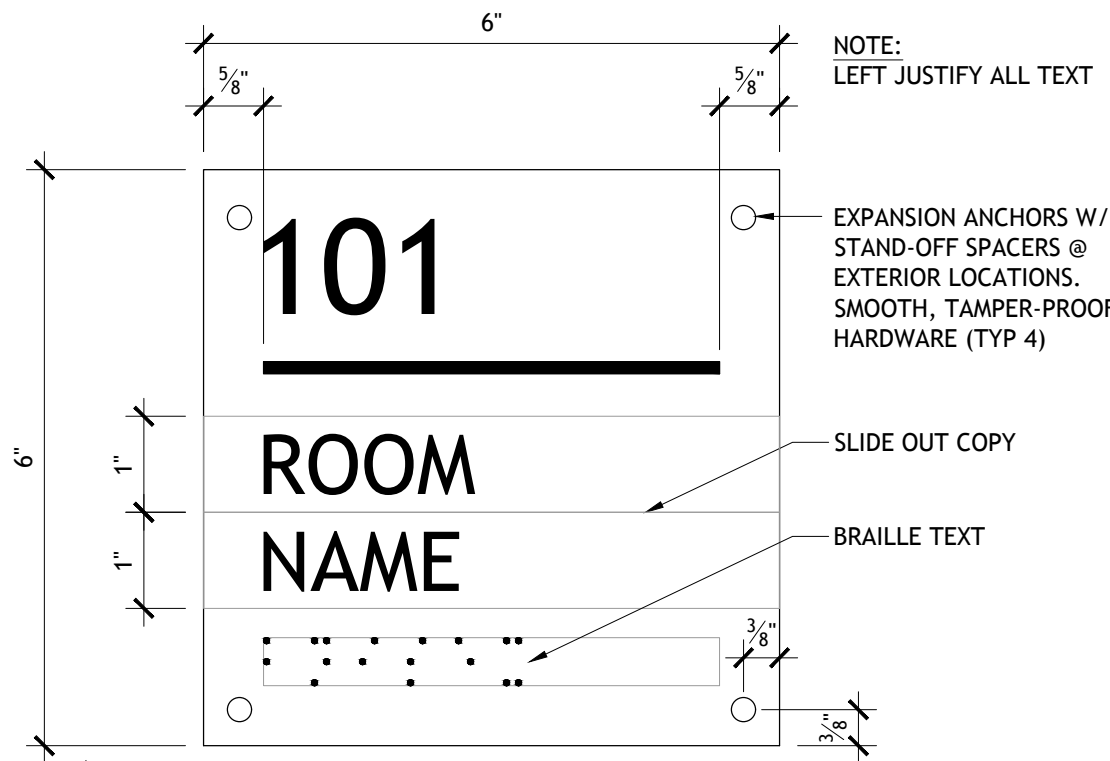 6"
5/8"
5/8"
NOTE:
LEFT JUSTIFY ALL TEXT
101
EXPANSION ANCHORS W/
STAND-OFF SPACERS @
EXTERIOR LOCATIONS.
SMOOTH, TAMPER-PROOF
HARDWARE (TYP 4)
6"
1"
ROOM
SLIDE OUT COPY
1"
NAME
BRAILLE TEXT
3/8"
3/8"